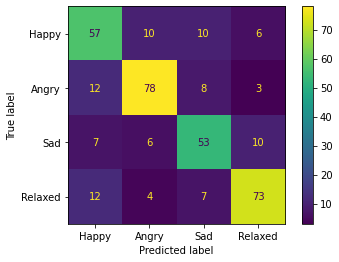 Happy 57 10 10 6
Angry 12 78 8 3
Sad 7 6 53 10
Relaxed 12 4 7 73
Happy Angry Sad Relaxed
Predicted label
True label
70
60
50
40
30
20
10